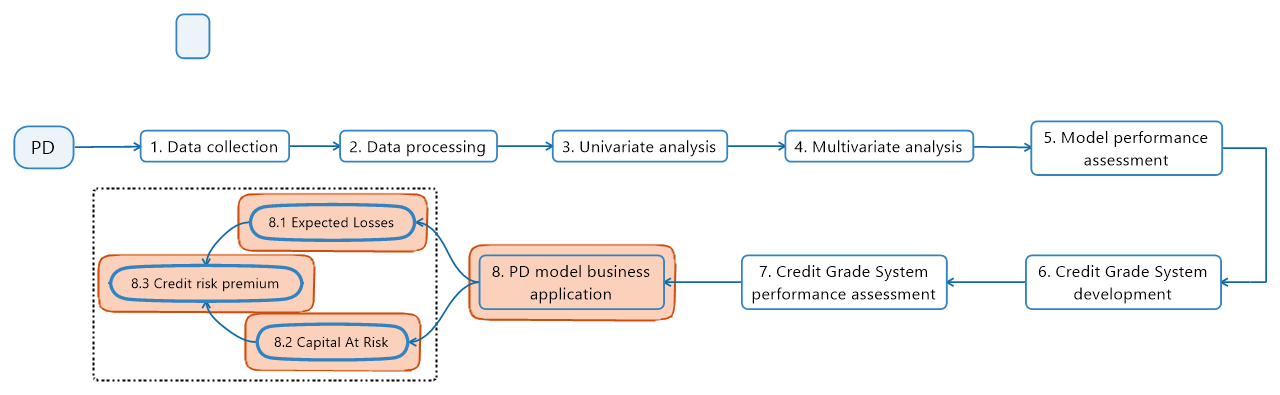 PD
1. Data collection
2. Data processing
3. Univariate analysis
4. Multivariate analysis
5. Model performance
assessment
6. Credit Grade System
development
7. Credit Grade System
performance assessment
8. PD model business
application
8.1 Expected Losses
8.2 Capital At Risk
8.3 Credit risk premium